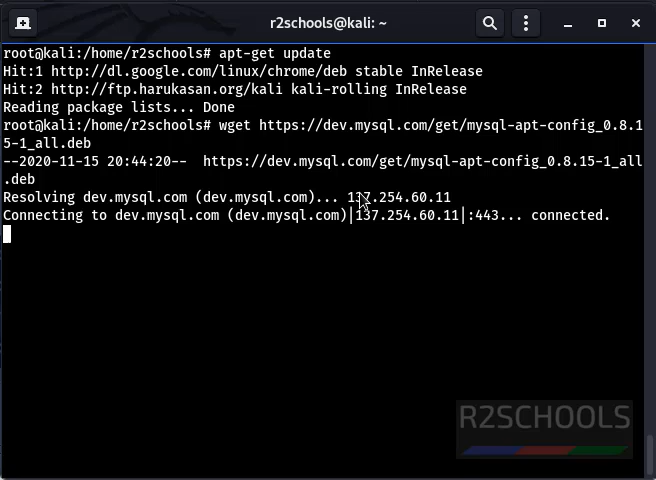 r2schools@kali: ~
root@kali:/home/r2schools# apt-get update
Hit:1 http://dl.google.com/linux/chrome/deb stable InRelease
Hit:2 http://ftp.harukasan.org/kali kali-rolling InRelease
Reading package lists... Done
root@kali:/home/r2schools# wget https://dev.mysql.com/get/mysql-apt-config_0.8.1
5-1_all.deb
--2020-11-15 20:44:20--  https://dev.mysql.com/get/mysql-apt-config_0.8.15-1_all
.deb
Resolving dev.mysql.com (dev.mysql.com)... 137.254.60.11
Connecting to dev.mysql.com (dev.mysql.com)|137.254.60.11|:443... connected.
R2SCHOOLS